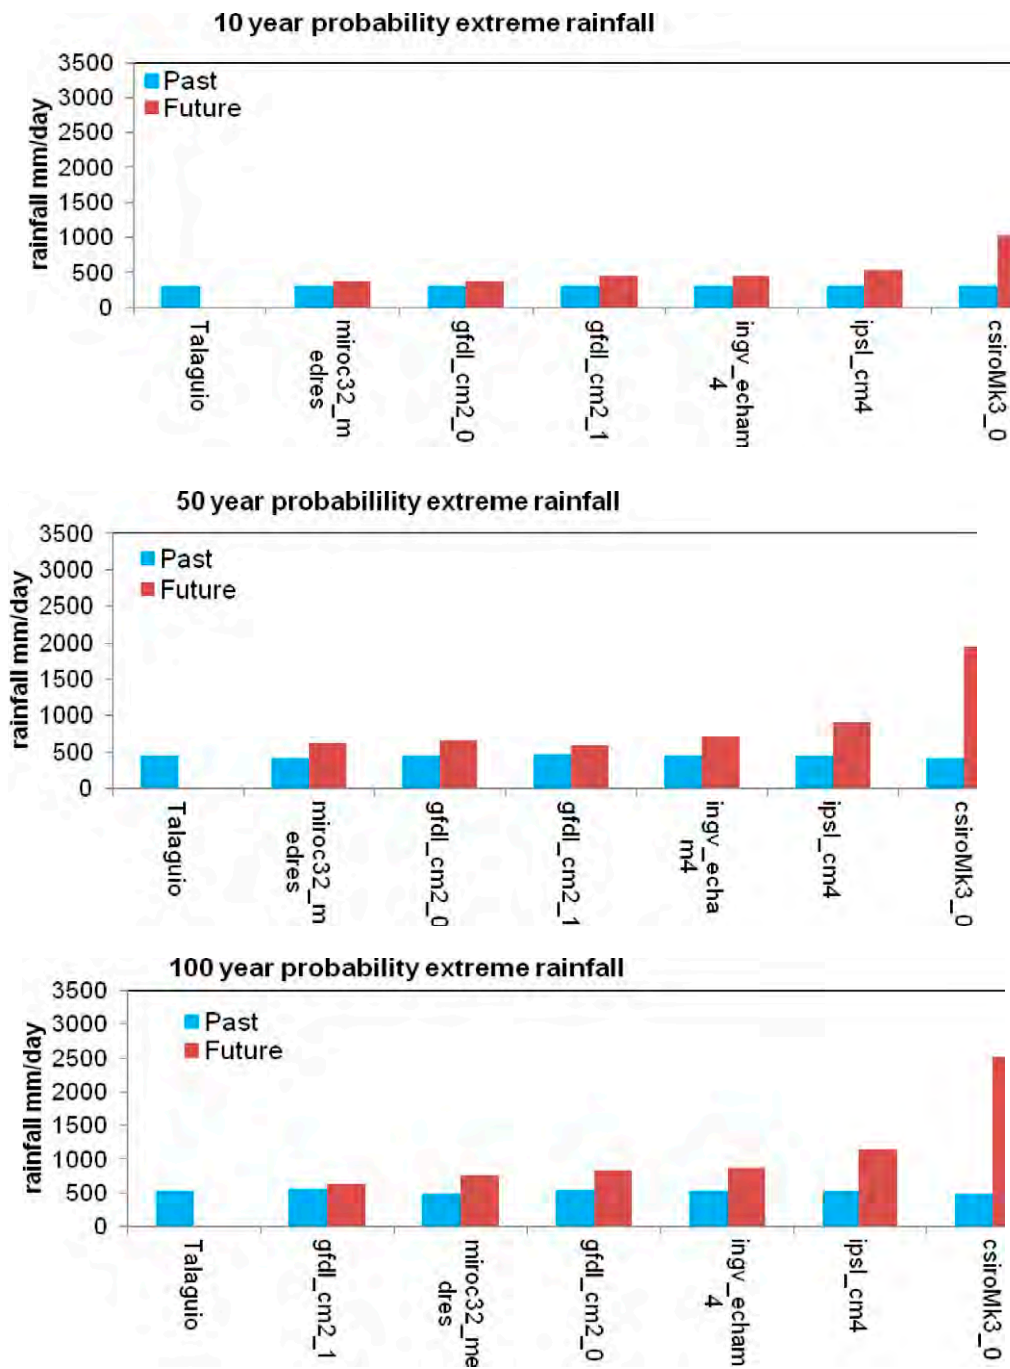 10 year probability extreme rainfall
rainfall mm/day
3500
3000
2500
2000
1500
1000
500
0
Past
Future
Talaguio
miroc32_m
edres
gfdl_cm2_0
gfdl_cm2_1
ingv_echam
4
ipsl_cm4
csiroMk3_0
50 year probabilility extreme rainfall
rainfall mm/day
3500
3000
2500
2000
1500
1000
500
0
Past
Future
Talaguio
miroc32_m
edres
gfdl_cm2_0
gfdl_cm2_1
ingv_echa
m4
ipsl_cm4
csiroMk3_0
100 year probability extreme rainfall
rainfall mm/day
3500
3000
2500
2000
1500
1000
500
0
Past
Future
Talaguio
gfdl_cm2_1
miroc32_me
dres
gfdl_cm2_0
ingv_echam
4
ipsl_cm4
csiroMk3_0